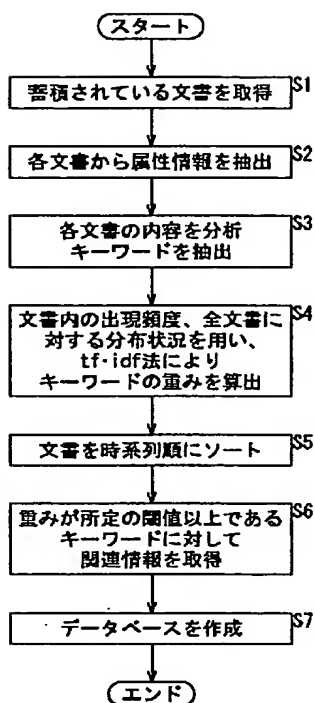 スタート
S1
蓄積されている文書を取得
S2
各文書から属性情報を抽出
S3
各文書の内容を分析
キーワードを抽出
S4
文書内の出現頻度、全文書に
対する分布状況を用い、
tf・idf法により
キーワードの重みを算出
S5
文書を時系列順にソート
S6
重みが所定の閾値以上である
キーワードに対して
関連情報を取得
S7
データベースを作成
エンド